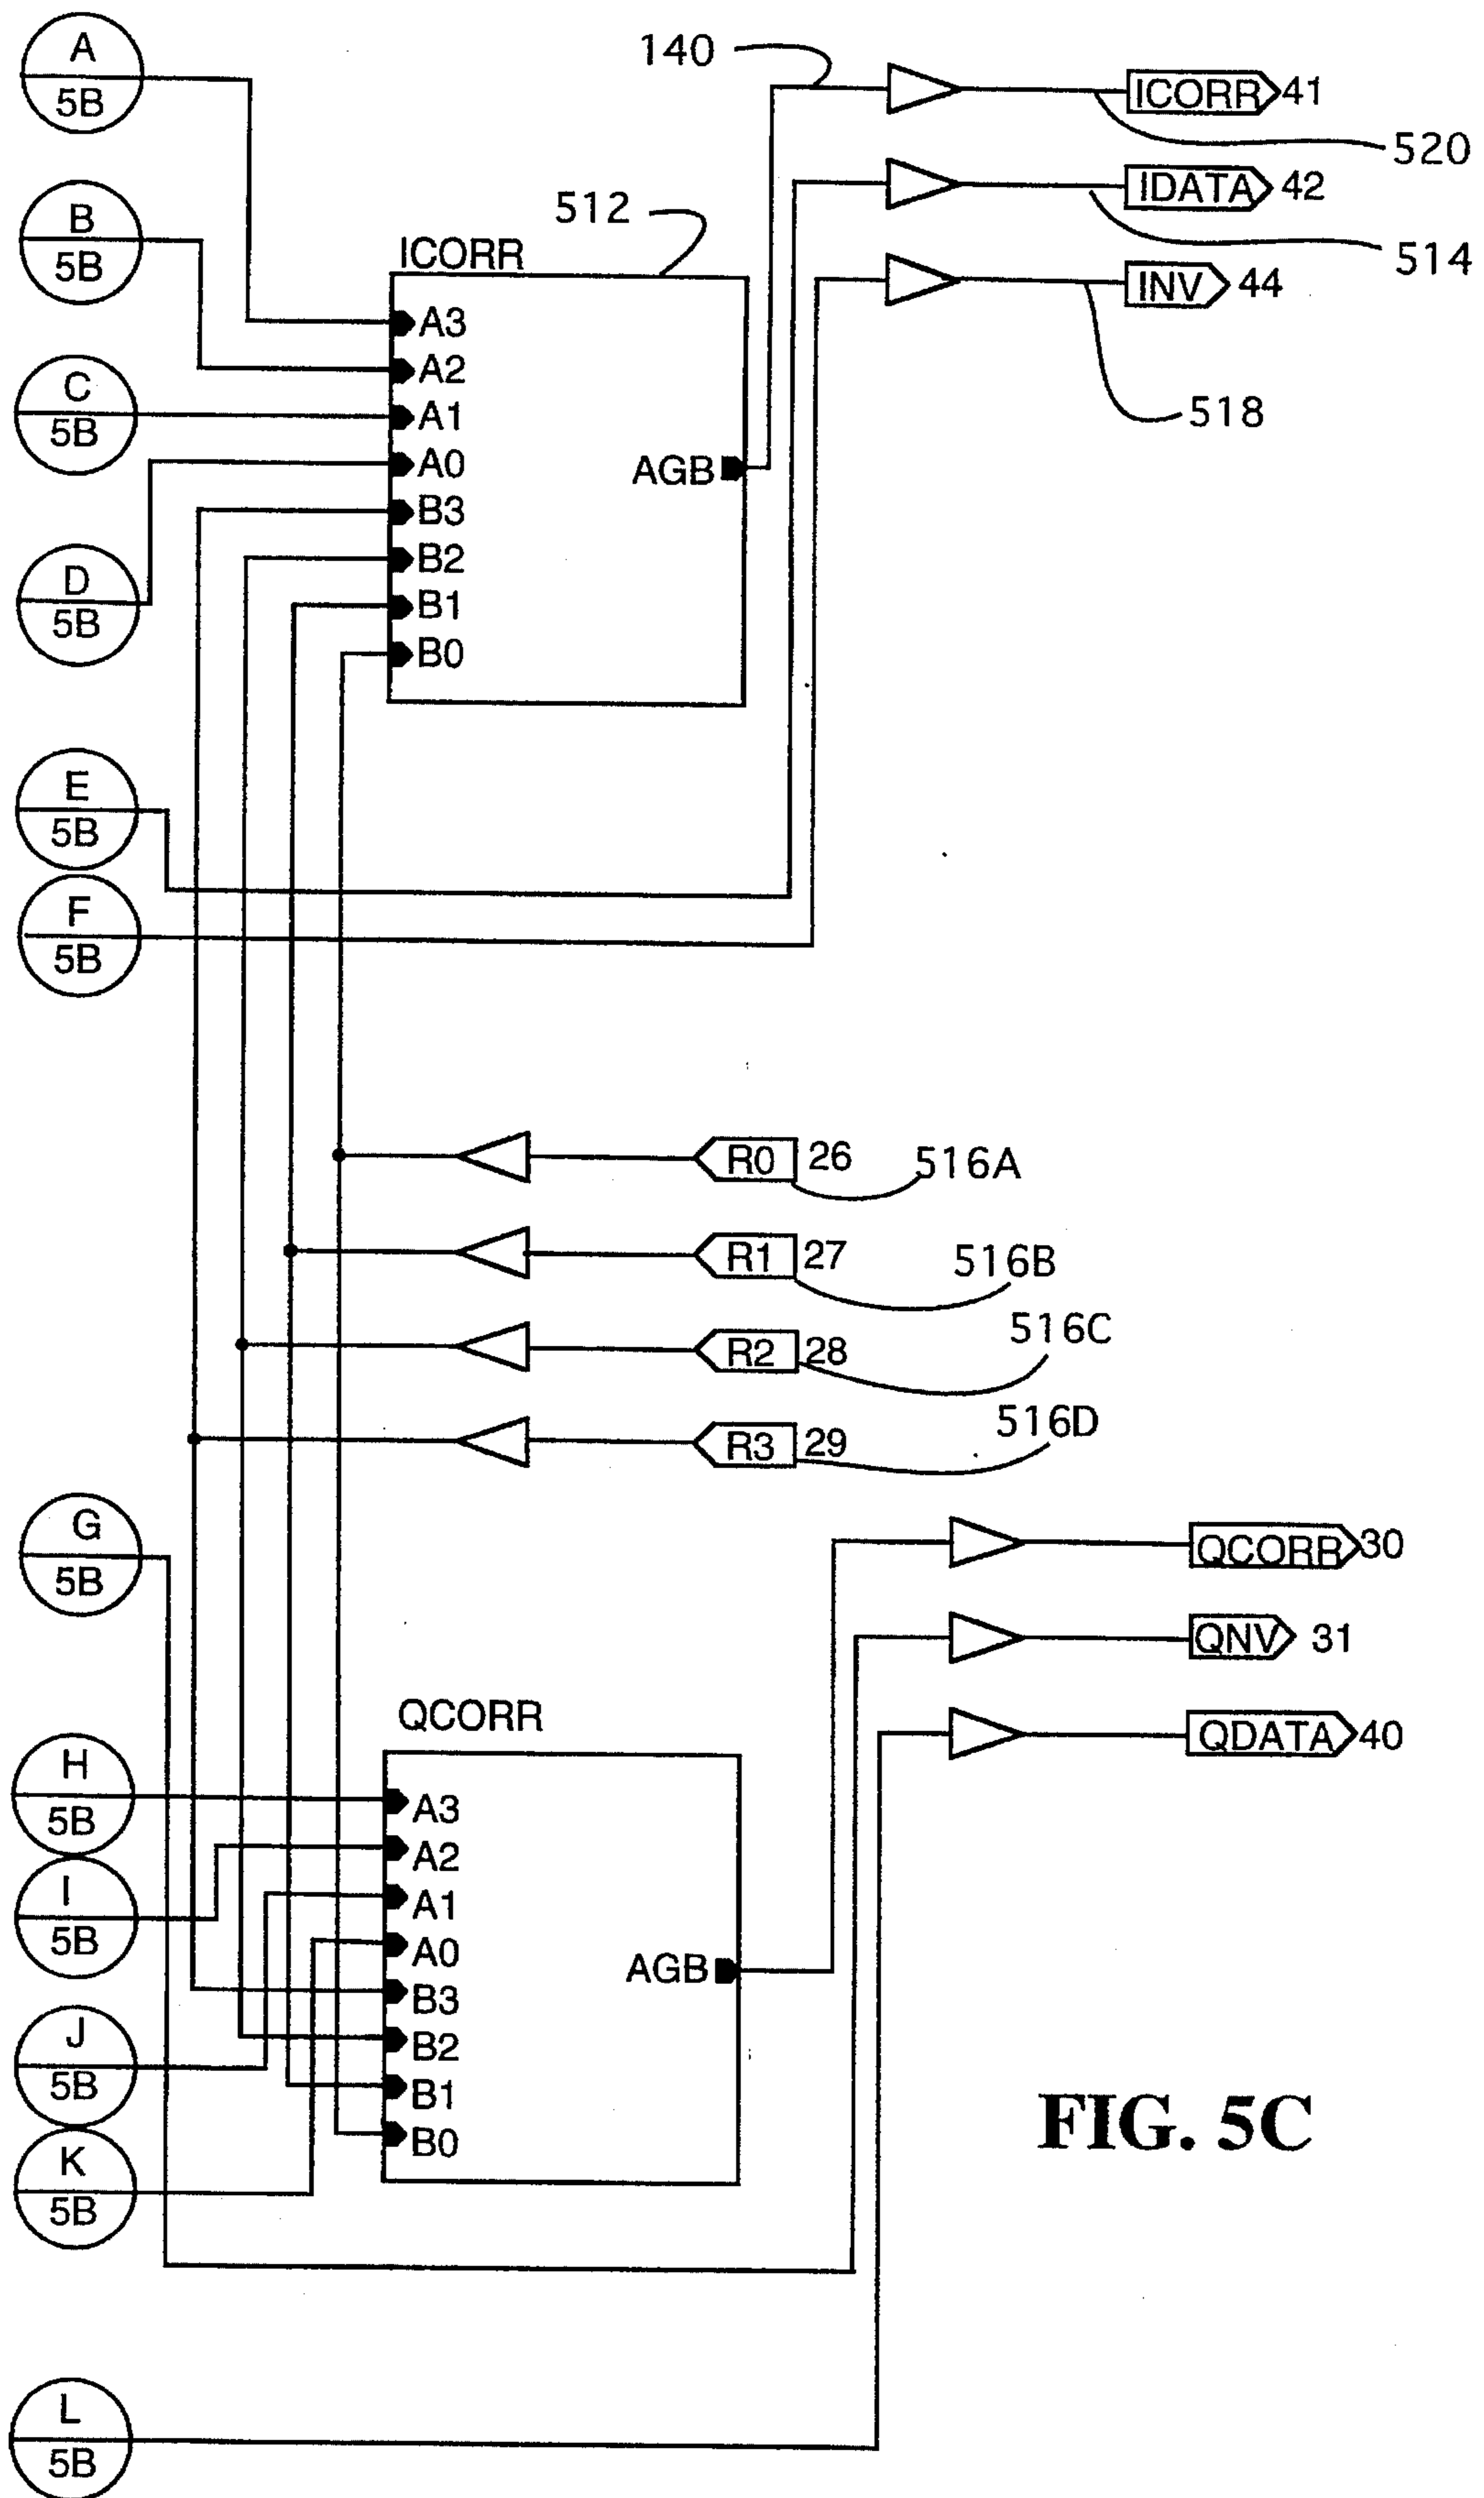 A
5B
140
ICORR 41
520
B
5B
512
IDATA 42
514
ICORR
INV 44
A3
A2
C
5B
A1
518
A0
AGB
B3
D
5B
B2
B1
B0
E
5B
F
5B
R0 26 516A
R1 27 516B
516C
R2 28
516D
R3 29
G
5B
QCORB 30
QNV 31
QCORR
QDATA 40
H
5B
A3
A2
I
5B
A1
A0
AGB
B3
J
5B
B2
B1
B0
K
5B
FIG. 5C
L
5B